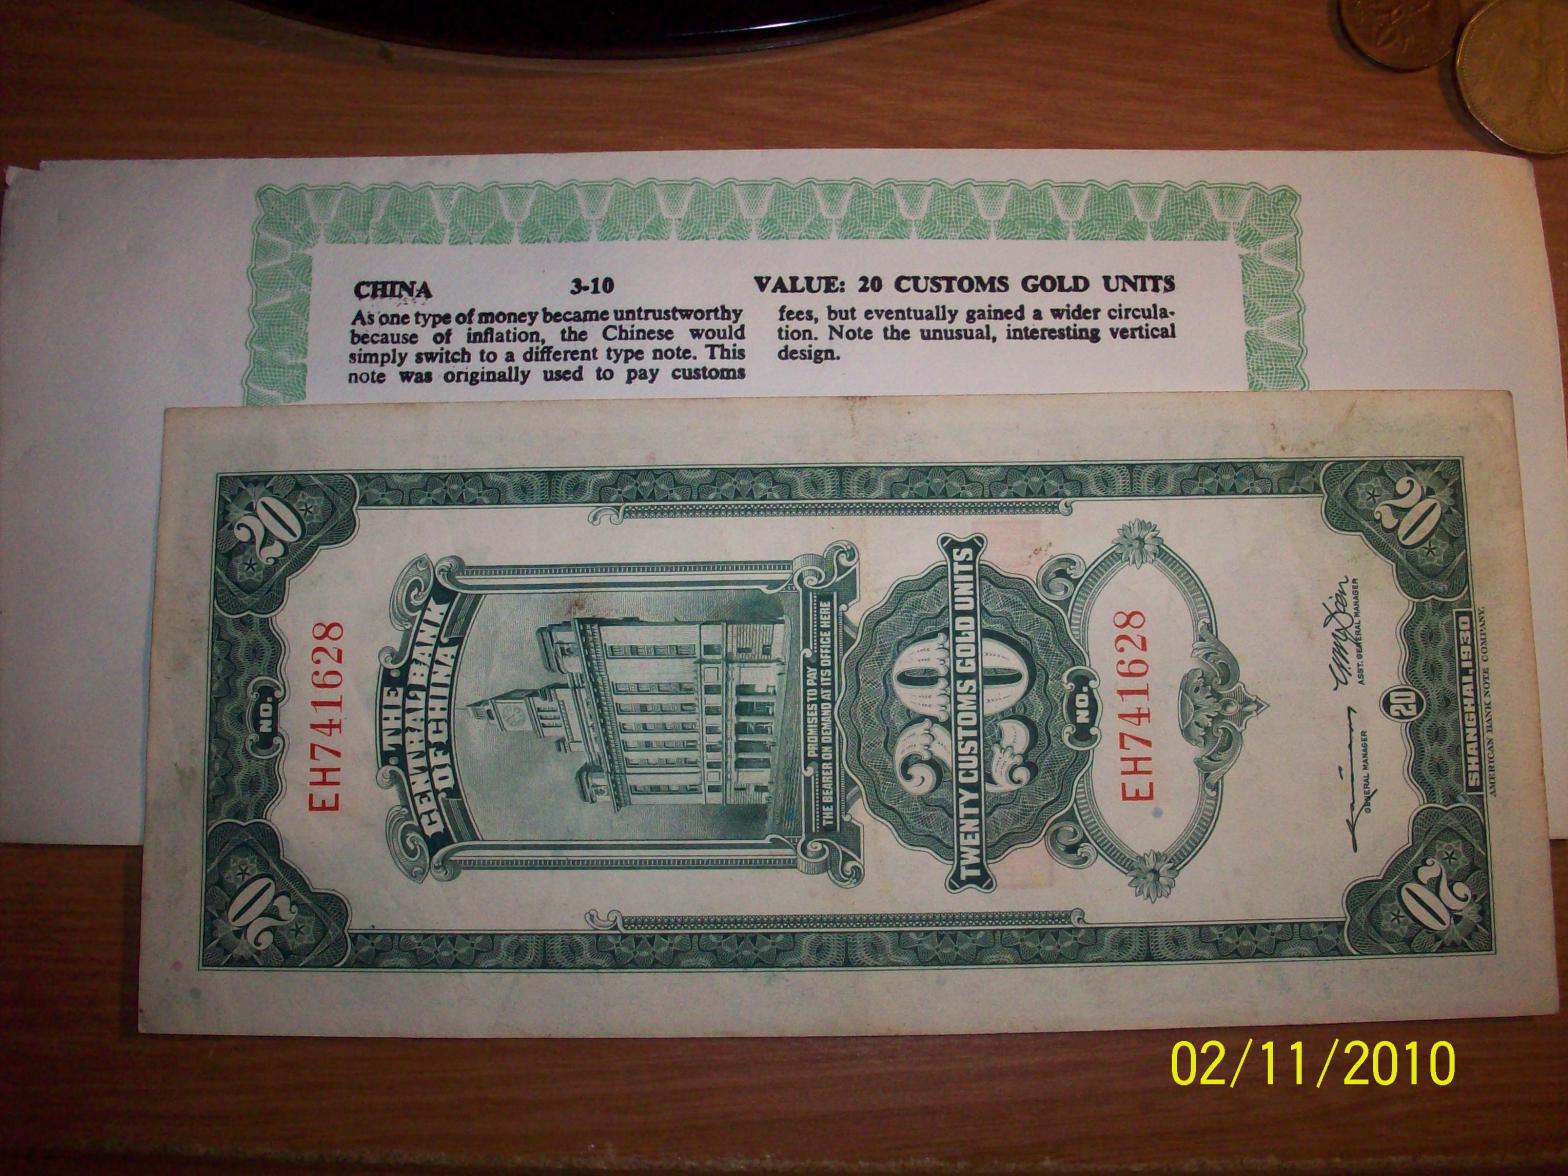 CHINA 3-10 VALUE: 20 CUSTOMS GOLD UNITS
As one type of money became untrustworthy
because of inflation, the Chinese would
simply switch to a different type note. This
note was originally used to pay customs
fees, but eventually gained a wider circula-
tion. Note the unusual, interesting vertical
design.
20
No.
20
EH741628
THE
CENTRAL BANK
OF CHINA
PROMISES TO PAY
THE BEARER ON DEMAND AT ITS OFFICE HERE
20
TWENTY CUSTOMS GOLD UNITS
No.
EH741628
GENERAL MANAGER
ASST. GENERAL MANAGER
20
20
20
SHANGHAI.1930
AMERICAN BANK NOTE COMPANY.
02/11/2010